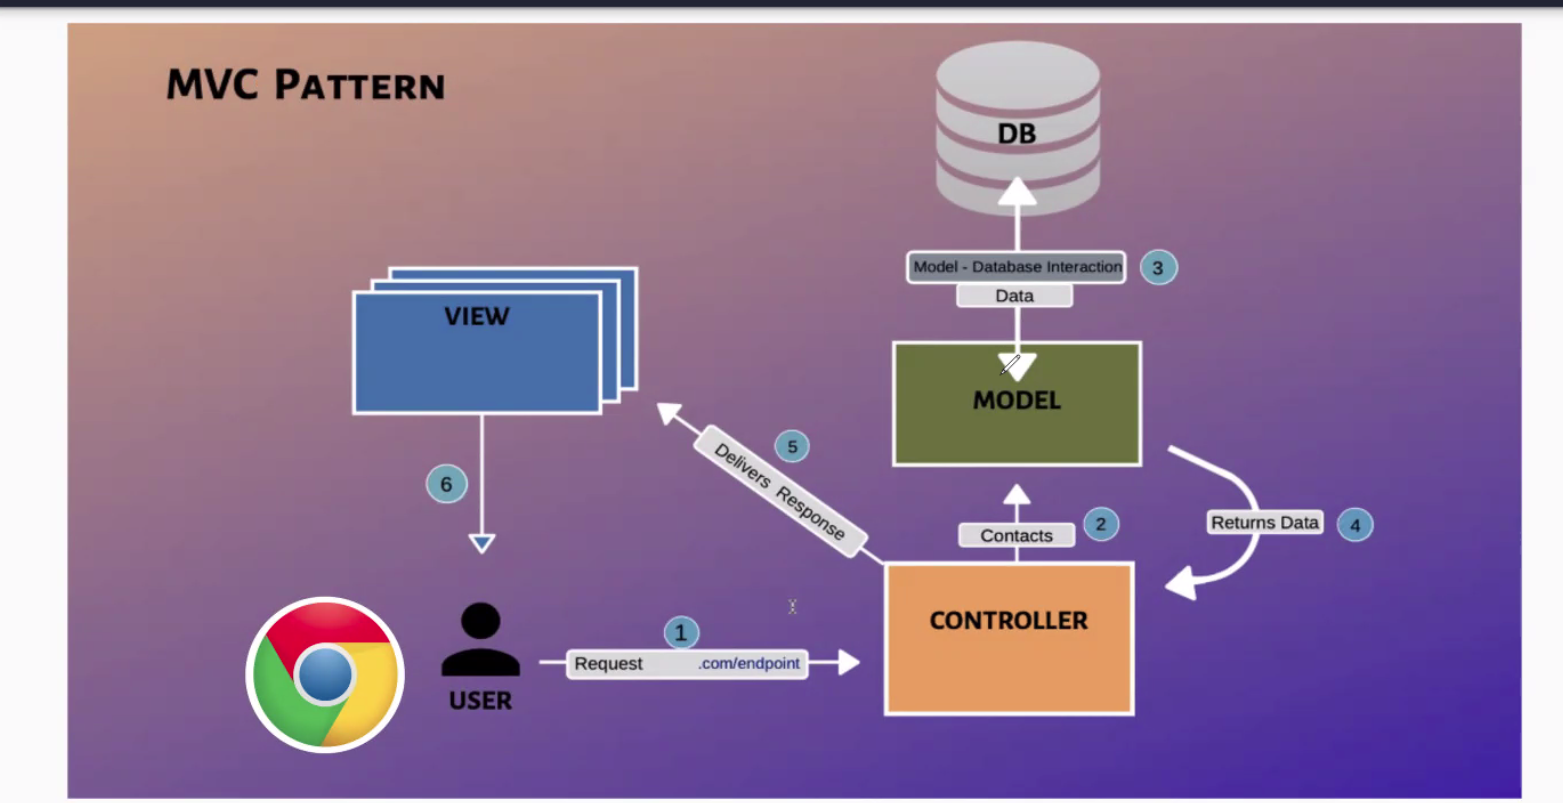 MVC PATTERN
DB
Model - Database Interaction
3
Data
VIEW
MODEL
5
Delivers Response
6
Contacts
2
Returns Data
4
CONTROLLER
1
Request .com/endpoint
USER